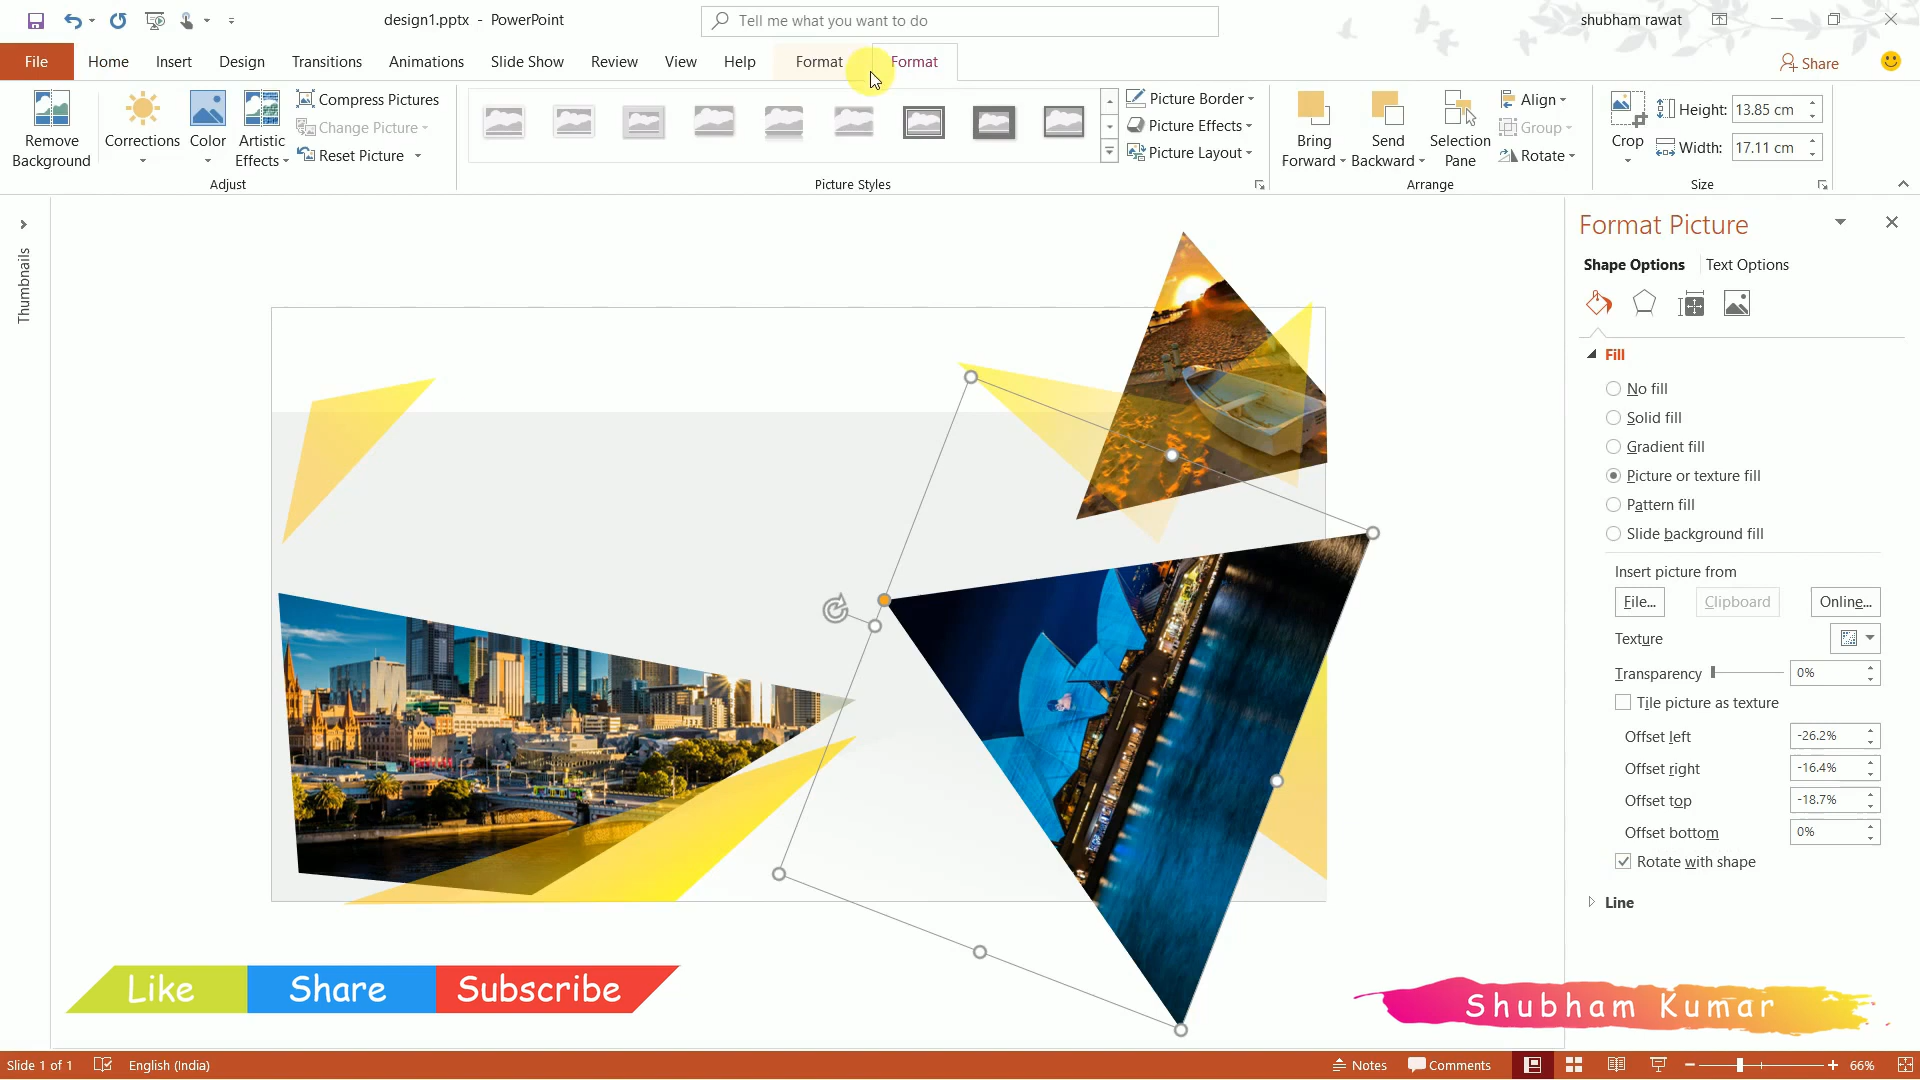 design1.pptx - PowerPoint
Tell me what you want to do
shubham rawat
File
Home
Insert
Design
Transitions
Animations
Slide Show
Review
View
Help
Format
Format
Share
Remove Background
Corrections
Color
Artistic Effects
Compress Pictures
Change Picture
Reset Picture
Adjust
Picture Styles
Picture Border
Picture Effects
Picture Layout
Bring Forward
Send Backward
Selection Pane
Align
Group
Rotate
Arrange
Crop
Height: 13.85 cm
Width: 17.11 cm
Size
Thumbnails
Format Picture
Shape Options
Text Options
Fill
No fill
Solid fill
Gradient fill
Picture or texture fill
Pattern fill
Slide background fill
Insert picture from
File...
Clipboard
Online...
Texture
Transparency 0%
Tile picture as texture
Offset left -26.2%
Offset right -16.4%
Offset top -18.7%
Offset bottom 0%
Rotate with shape
Line
Like
Share
Subscribe
Shubham Kumar
Slide 1 of 1
English (India)
Notes
Comments
66%